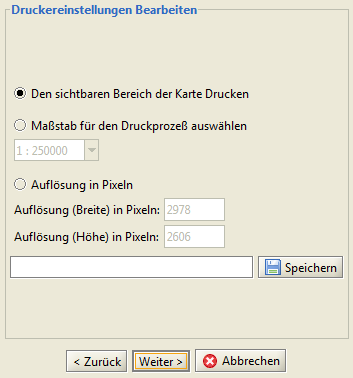 Druckereinstellungen Bearbeiten
Den sichtbaren Bereich der Karte Drucken
Maßstab für den Druckprozeß auswählen
1 : 250000
Auflösung in Pixeln
Auflösung (Breite) in Pixeln: 2978
Auflösung (Höhe) in Pixeln: 2606
Speichern
< Zurück Weiter > Abbrechen